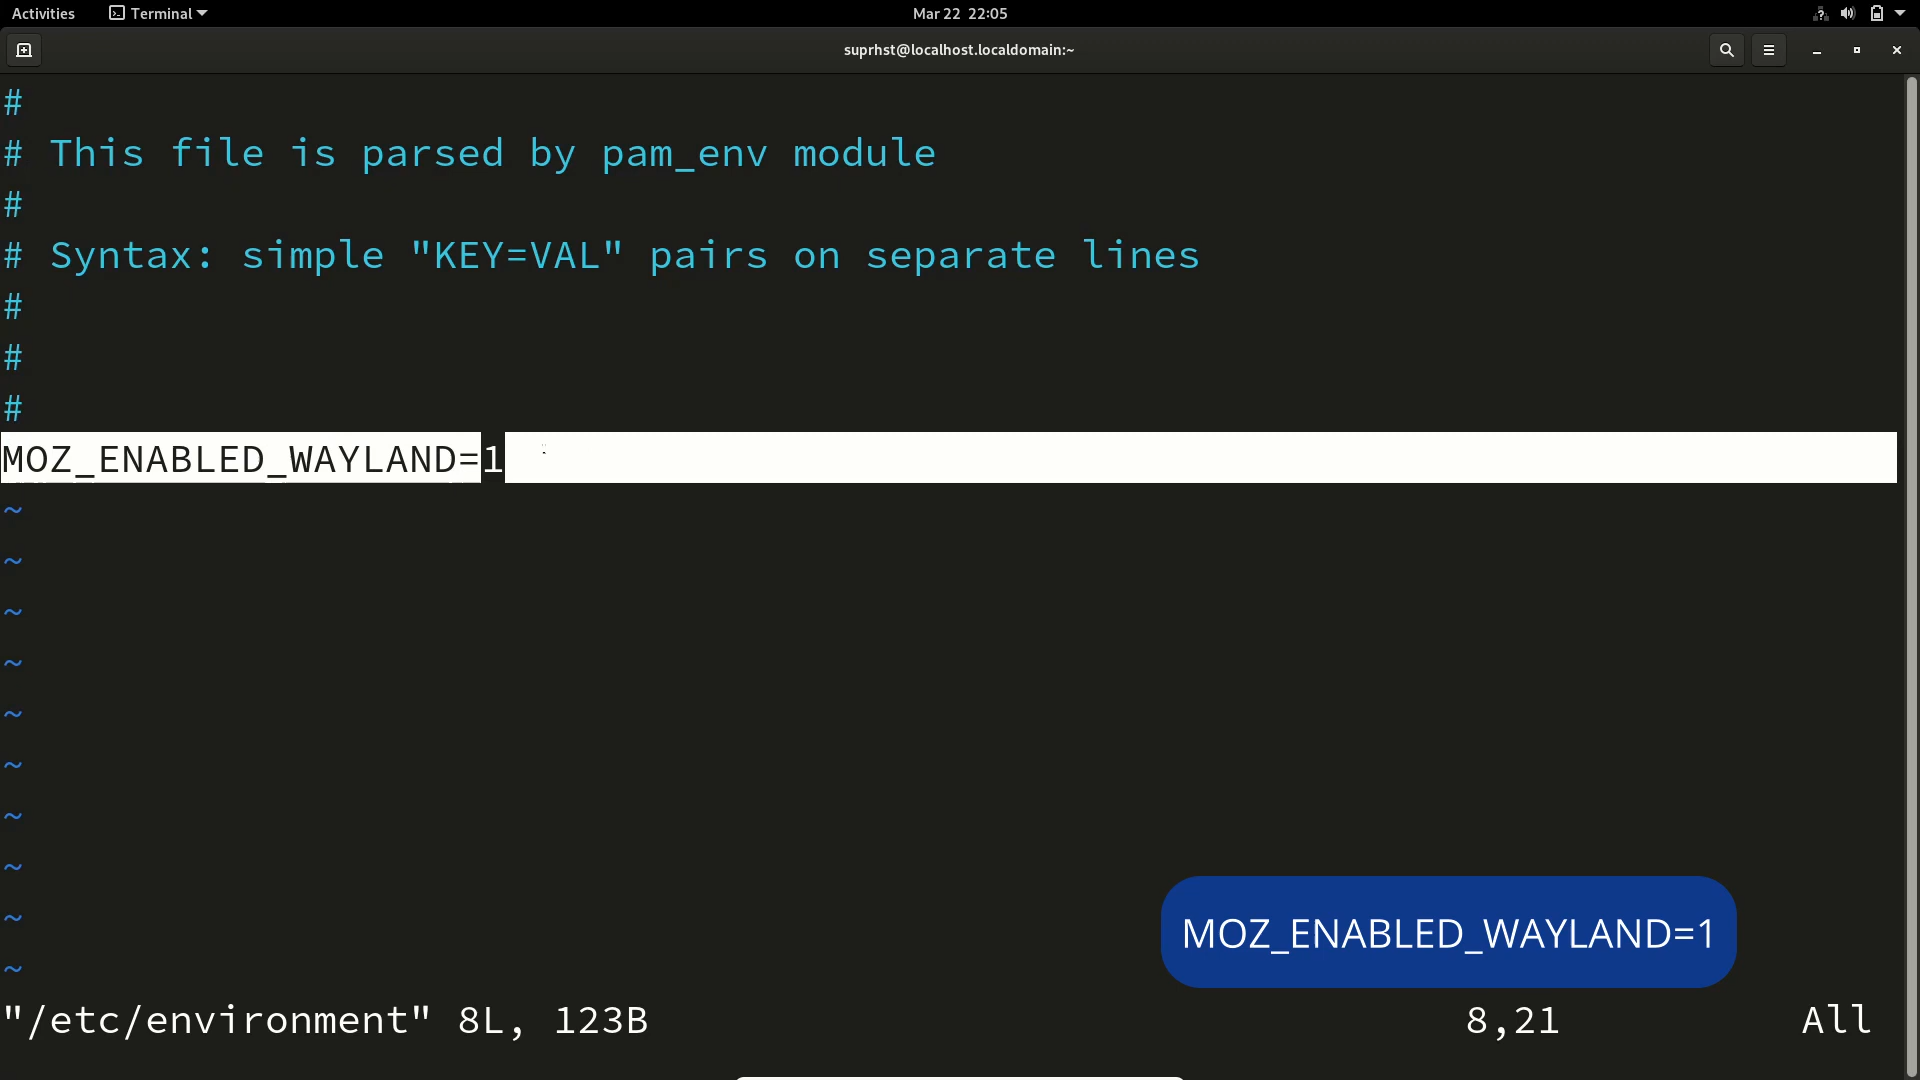 Activities Terminal Mar 22 22:05
suprhst@localhost.localdomain:~
#
# This file is parsed by pam_env module
#
# Syntax: simple "KEY=VAL" pairs on separate lines
#
#
#
MOZ_ENABLED_WAYLAND=1
~
~
~
~
~
~
~
~
~
~
MOZ_ENABLED_WAYLAND=1
"/etc/environment" 8L, 123B 8,21 All